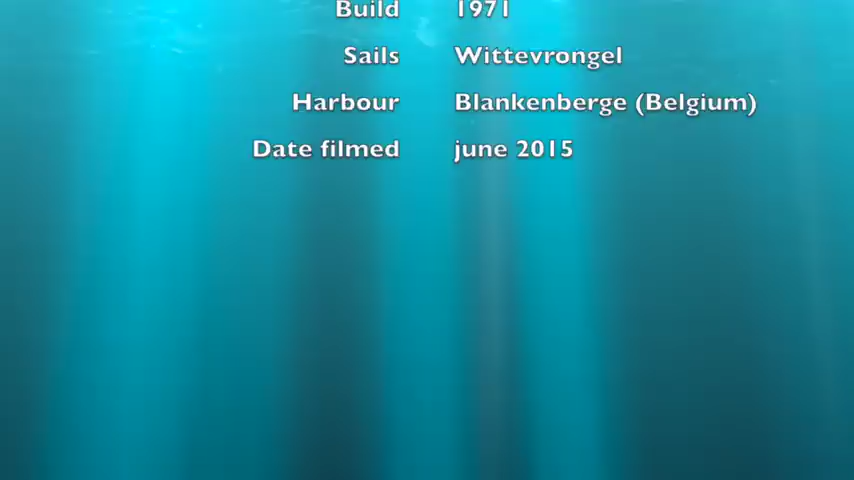 Build 1971
Sails Wittevrongel
Harbour Blankenberge (Belgium)
Date filmed june 2015